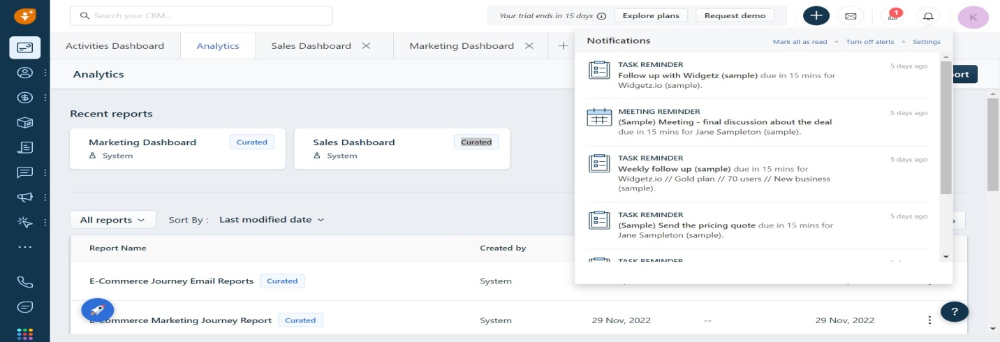 Search your CRM...
Your trial ends in 15 days
Explore plans
Request demo
1
K
Activities Dashboard
Analytics
Sales Dashboard
Marketing Dashboard
Notifications
Mark all as read
Turn off alerts
Settings
Analytics
TASK REMINDER
5 days ago
Follow up with Widgetz (sample) due in 15 mins for
Widgetz.io (sample).
MEETING REMINDER
5 days ago
(Sample) Meeting - final discussion about the deal
due in 15 mins for Jane Sampleton (sample).
TASK REMINDER
5 days ago
Weekly follow up (sample) due in 15 mins for
Widgetz.io // Gold plan // 70 users // New business
(sample).
TASK REMINDER
5 days ago
(Sample) Send the pricing quote due in 15 mins for
Jane Sampleton (sample).
TASK REMINDER
Recent reports
Marketing Dashboard
Curated
System
Sales Dashboard
Curated
System
All reports
Sort By :
Last modified date
Report Name
Created by
E-Commerce Journey Email Reports
Curated
System
E-Commerce Marketing Journey Report
Curated
System
29 Nov, 2022
--
29 Nov, 2022
?